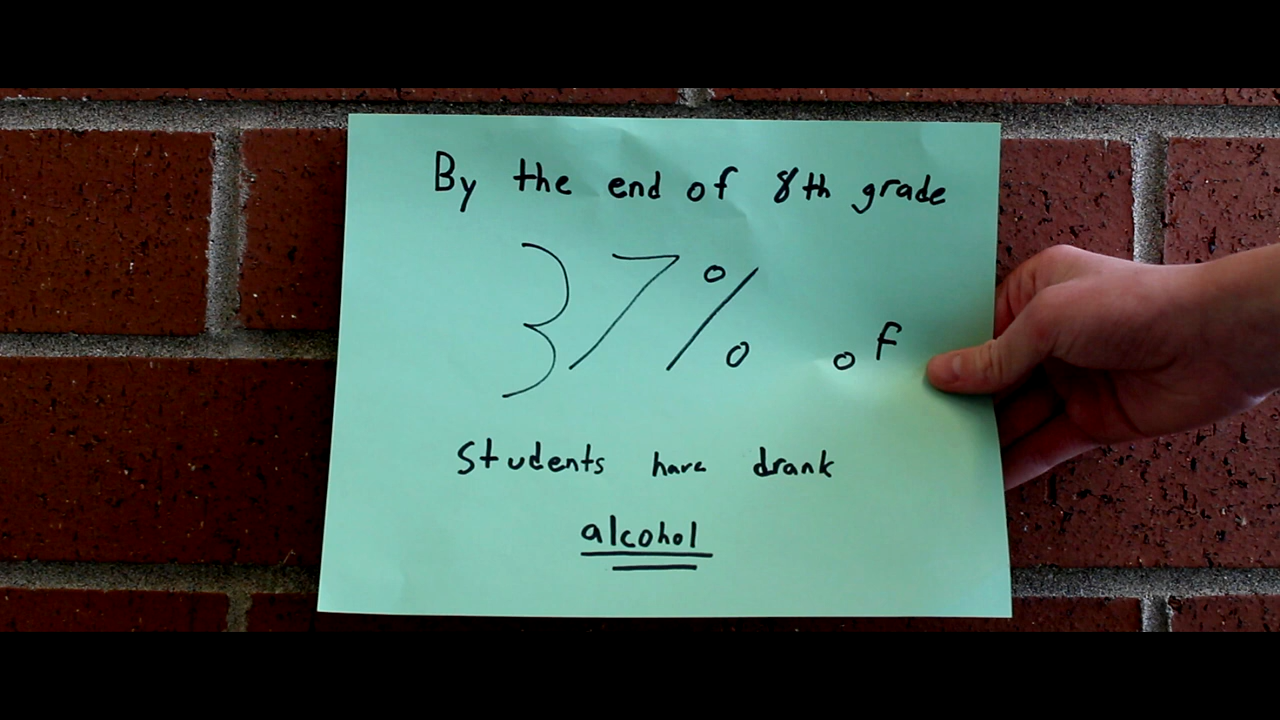 By the end of 8th grade
37% of
Students have drank
alcohol